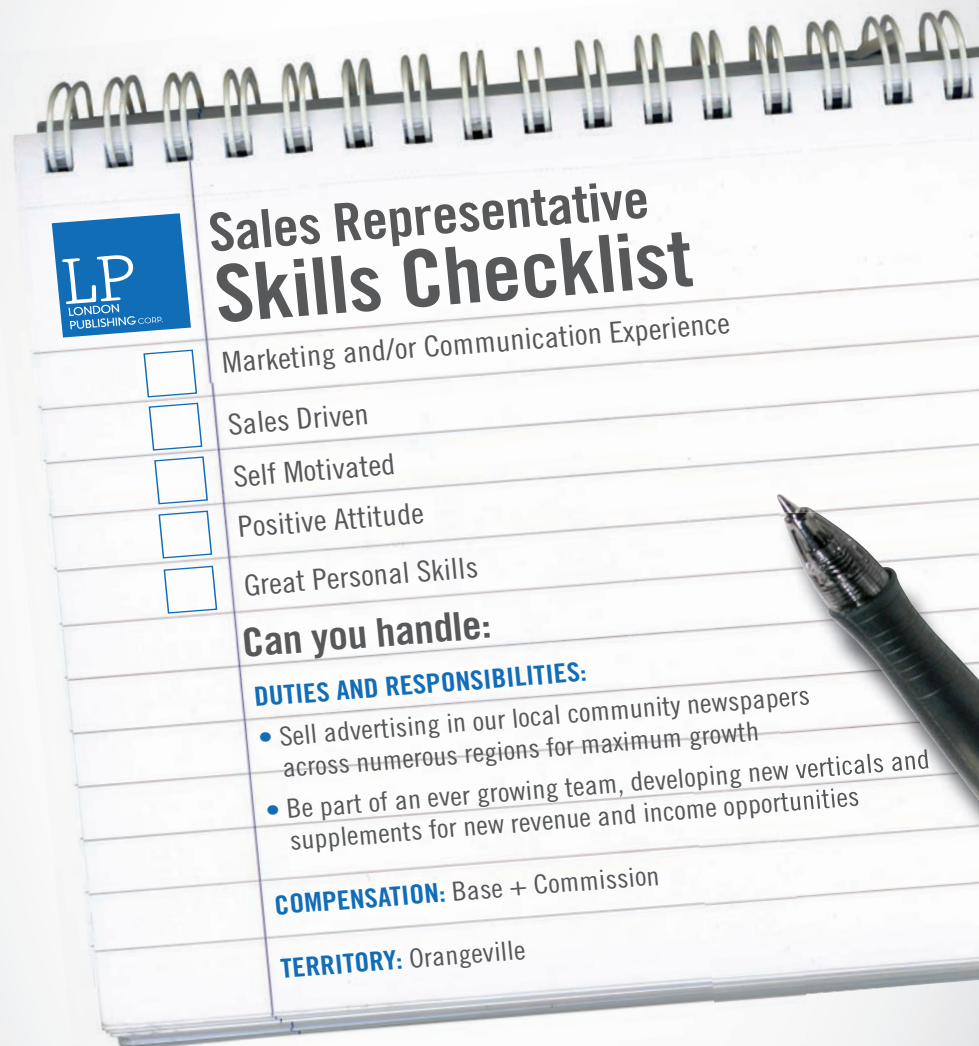 LP
LONDON
PUBLISHING CORP.
Sales Representative
Skills Checklist
Marketing and/or Communication Experience
Sales Driven
Self Motivated
Positive Attitude
Great Personal Skills
Can you handle:
DUTIES AND RESPONSIBILITIES:
• Sell advertising in our local community newspapers
across numerous regions for maximum growth
• Be part of an ever growing team, developing new verticals and
supplements for new revenue and income opportunities
COMPENSATION: Base + Commission
TERRITORY: Orangeville